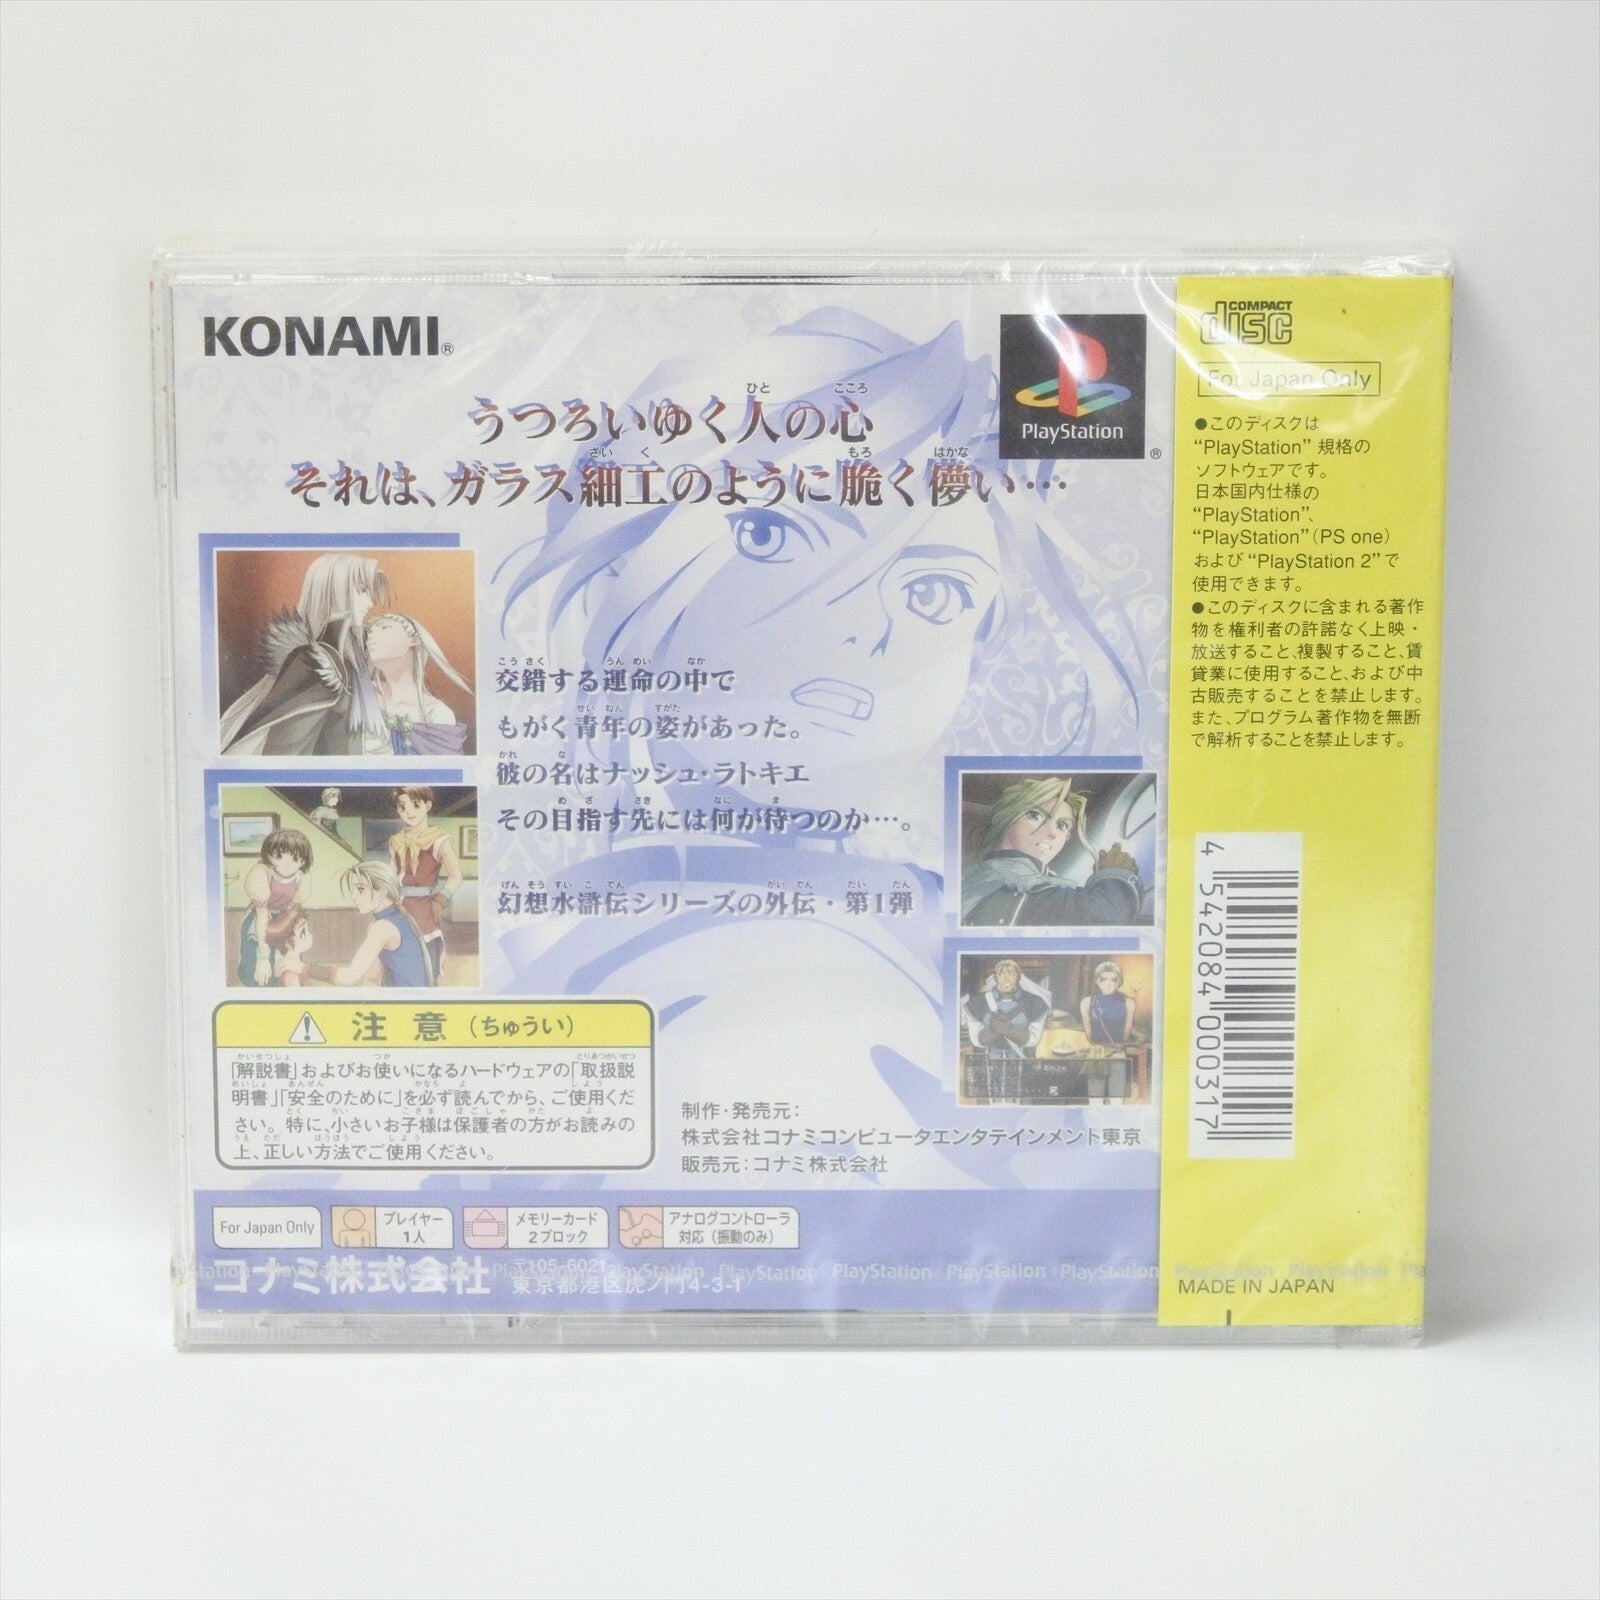 KONAMI®
うつろいゆく人の心
それは、ガラス細工のように脆く儚い…
PlayStation®
交錯する運命の中で
もがく青年の姿があった。
彼の名はナッシュ・ラトキエ
その目指す先には何が待つのか…。
幻想水滸伝シリーズの外伝・第1弾
注意(ちゅうい)
「解説書」およびお使いになるハードウェアの「取扱説
明書」「安全のために」を必ず読んでから、ご使用くだ
さい。特に、小さいお子様は保護者の方がお読みの
上、正しい方法でご使用ください。
制作・発売元:
株式会社コナミコンピュータエンタテインメント東京
販売元:コナミ株式会社
For Japan Only
プレイヤー
1人
メモリーカード
2ブロック
アナログコントローラ
対応(振動のみ)
コナミ株式会社
〒105-6021
東京都港区虎ノ門4-3-1
PlayStation PlayStation PlayStation PlayStation PlayStation
COMPACT
disc
For Japan Only
●このディスクは
“PlayStation” 規格の
ソフトウェアです。
日本国内仕様の
“PlayStation”、
“PlayStation”(PS one)
および“PlayStation 2”で
使用できます。
●このディスクに含まれる著作
物を権利者の許諾なく上映・
放送すること、複製すること、賃
貸業に使用すること、および中
古販売することを禁止します。
また、プログラム著作物を無断
で解析することを禁止します。
4 542084 000317
MADE IN JAPAN